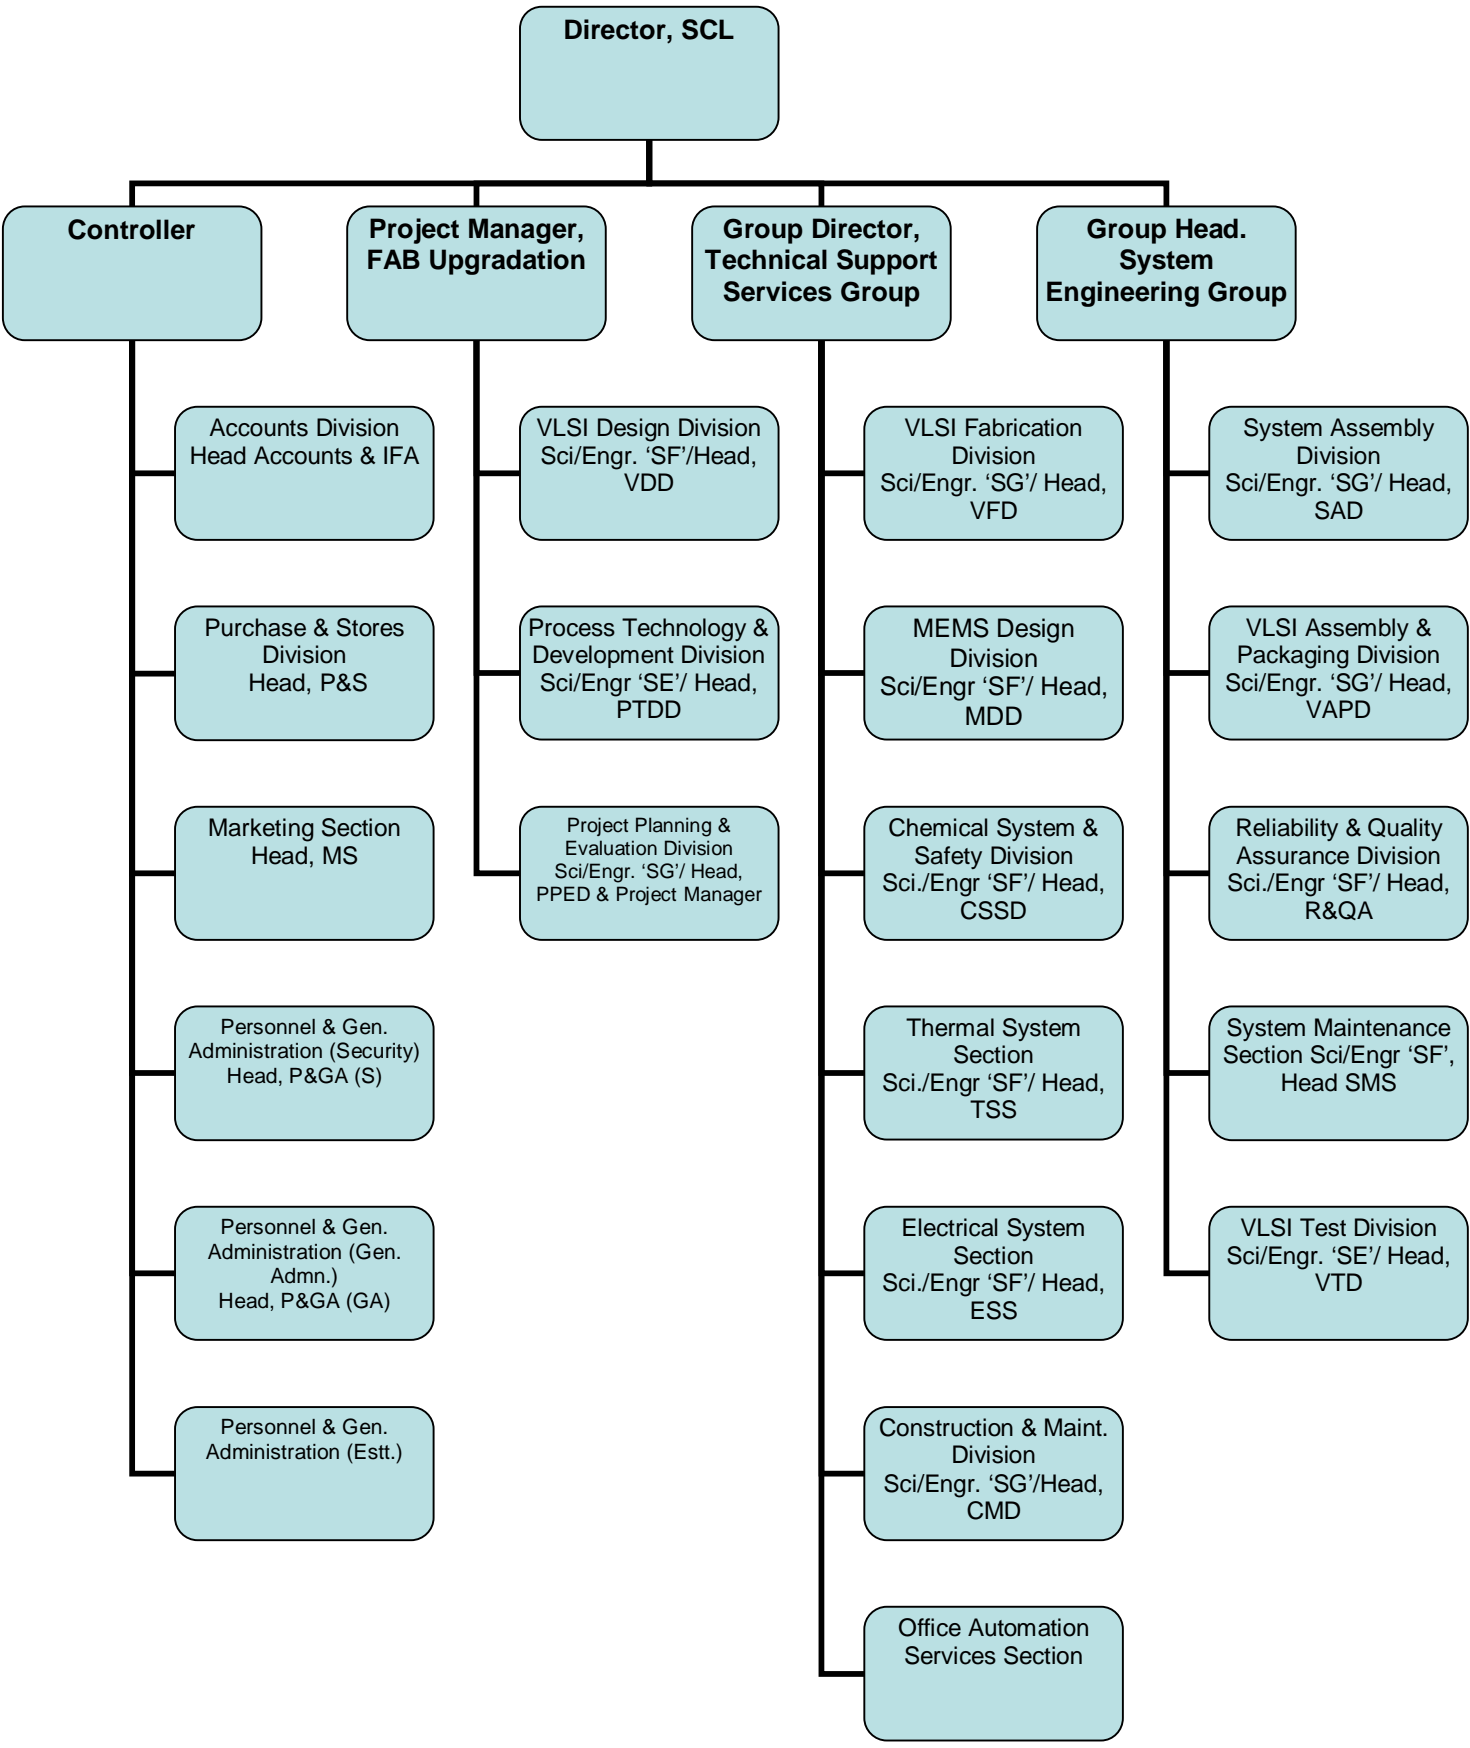 Director, SCL
Controller
Project Manager,
FAB Upgradation
Group Director,
Technical Support
Services Group
Group Head.
System
Engineering Group
Accounts Division
Head Accounts & IFA
Purchase & Stores
Division
Head, P&S
Marketing Section
Head, MS
Personnel & Gen.
Administration (Security)
Head, P&GA (S)
Personnel & Gen.
Administration (Gen.
Admn.)
Head, P&GA (GA)
Personnel & Gen.
Administration (Estt.)
VLSI Design Division
Sci/Engr. ‘SF’/Head,
VDD
Process Technology &
Development Division
Sci/Engr ‘SE’/ Head,
PTDD
Project Planning &
Evaluation Division
Sci/Engr. ‘SG’/ Head,
PPED & Project Manager
VLSI Fabrication
Division
Sci/Engr. ‘SG’/ Head,
VFD
MEMS Design
Division
Sci/Engr ‘SF’/ Head,
MDD
Chemical System &
Safety Division
Sci./Engr ‘SF’/ Head,
CSSD
Thermal System
Section
Sci./Engr ‘SF’/ Head,
TSS
Electrical System
Section
Sci./Engr ‘SF’/ Head,
ESS
Construction & Maint.
Division
Sci/Engr. ‘SG’/Head,
CMD
Office Automation
Services Section
System Assembly
Division
Sci/Engr. ‘SG’/ Head,
SAD
VLSI Assembly &
Packaging Division
Sci/Engr. ‘SG’/ Head,
VAPD
Reliability & Quality
Assurance Division
Sci./Engr ‘SF’/ Head,
R&QA
System Maintenance
Section Sci/Engr ‘SF’,
Head SMS
VLSI Test Division
Sci/Engr. ‘SE’/ Head,
VTD